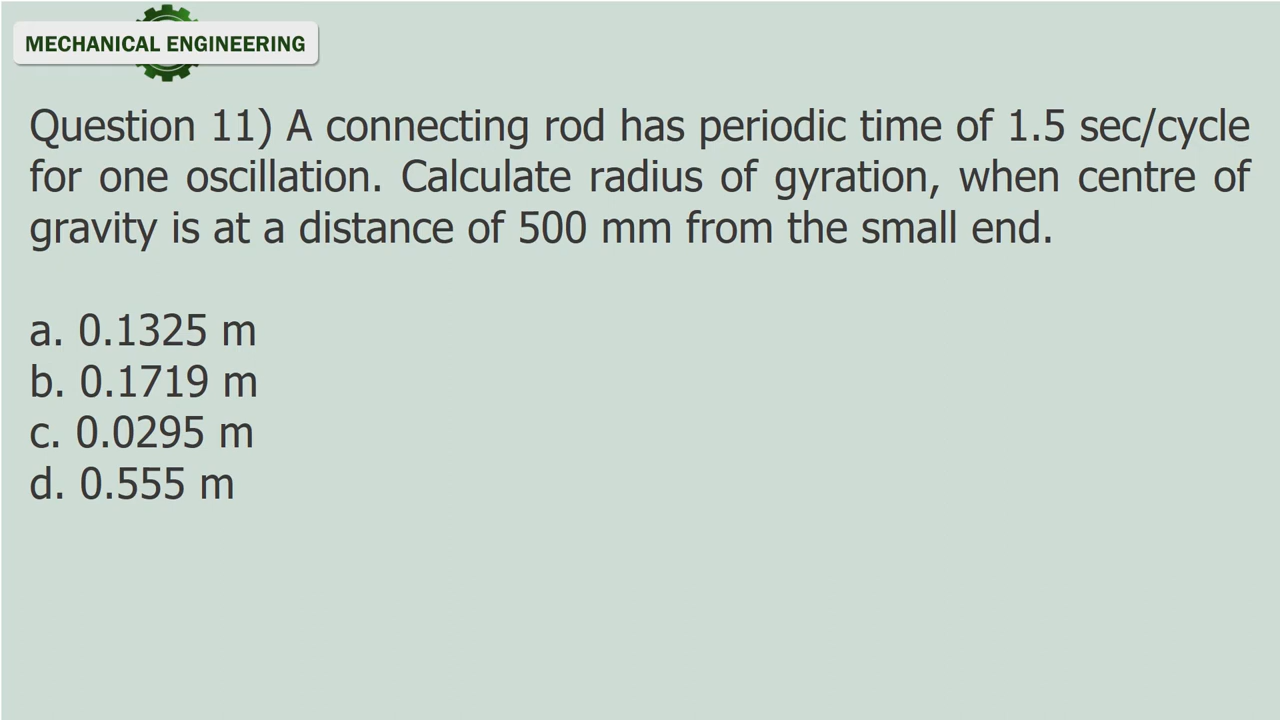 MECHANICAL ENGINEERING
Question 11) A connecting rod has periodic time of 1.5 sec/cycle
for one oscillation. Calculate radius of gyration, when centre of
gravity is at a distance of 500 mm from the small end.
a. 0.1325 m
b. 0.1719 m
c. 0.0295 m
d. 0.555 m